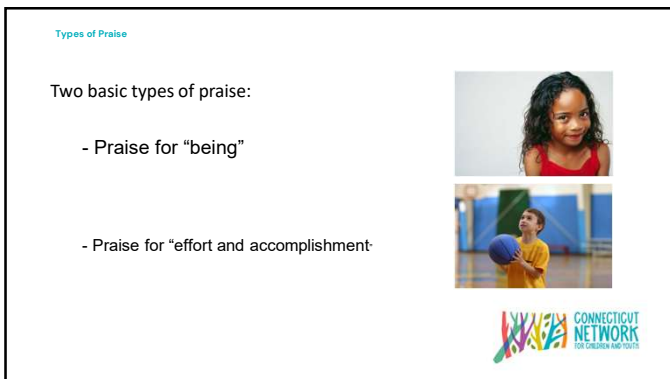 Types of Praise
Two basic types of praise:
- Praise for “being”
- Praise for “effort and accomplishment-
CONNECTICUT
NETWORK
FOR CHILDREN AND YOUTH